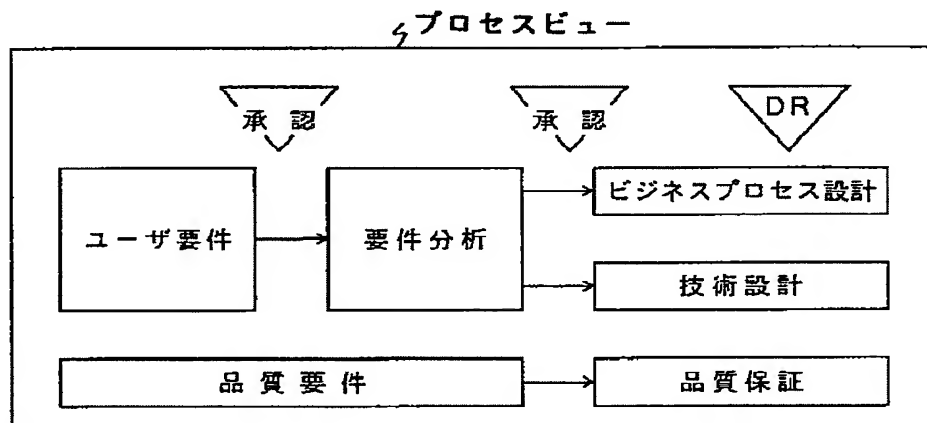 プロセスビュー
承認
承認
DR
ユーザ要件
要件分析
ビジネスプロセス設計
技術設計
品質要件
品質保証